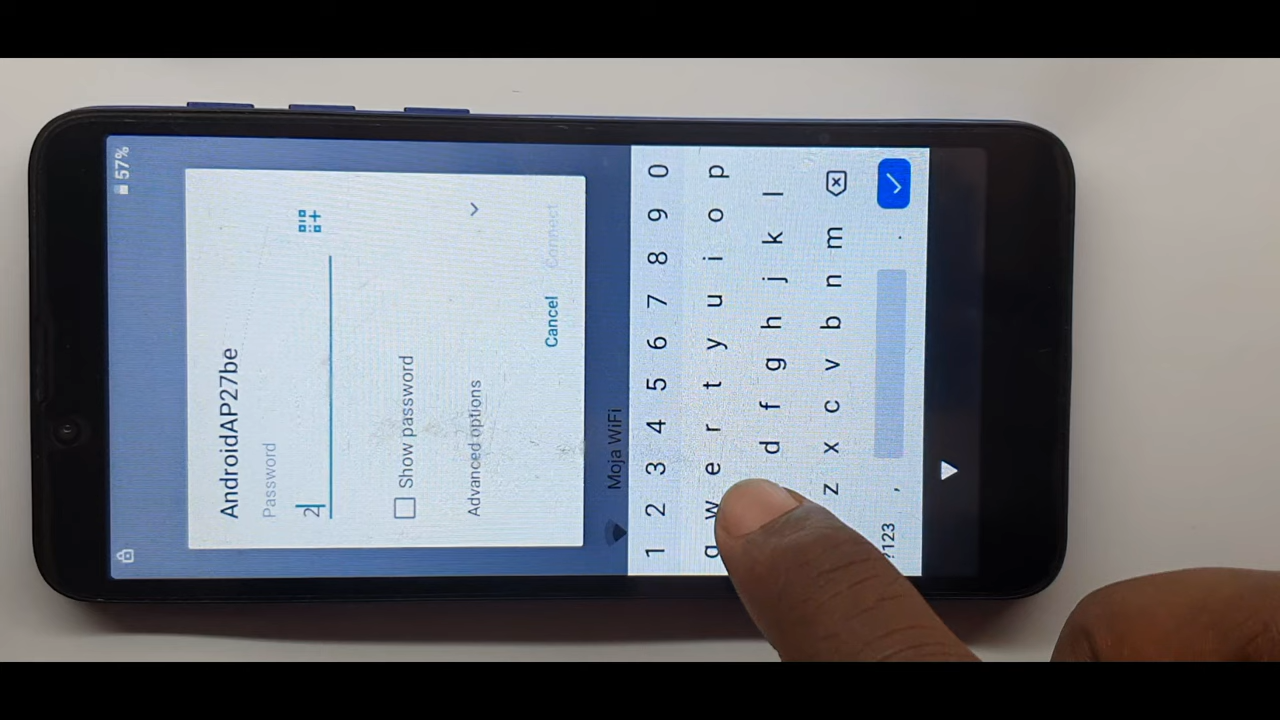 57%
AndroidAP27be
Password
2
Show password
Advanced options
Cancel Connect
Moja WiFi
1 2 3 4 5 6 7 8 9 0
q w e r t y u i o p
d f g h j k l
z x c v b n m
?123 , .